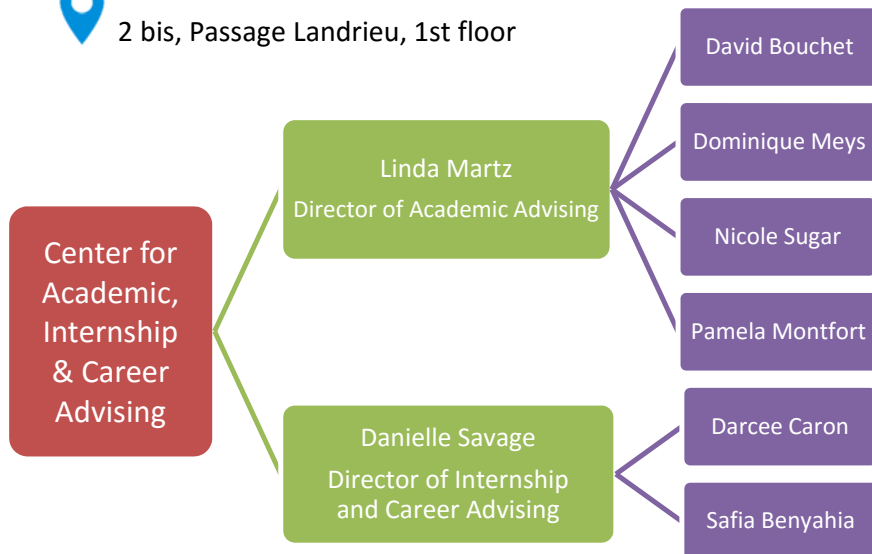 2 bis, Passage Landrieu, 1st floor
Center for
Academic,
Internship
& Career
Advising
Linda Martz
Director of Academic Advising
David Bouchet
Dominique Meys
Nicole Sugar
Pamela Montfort
Danielle Savage
Director of Internship
and Career Advising
Darcee Caron
Safia Benyahia